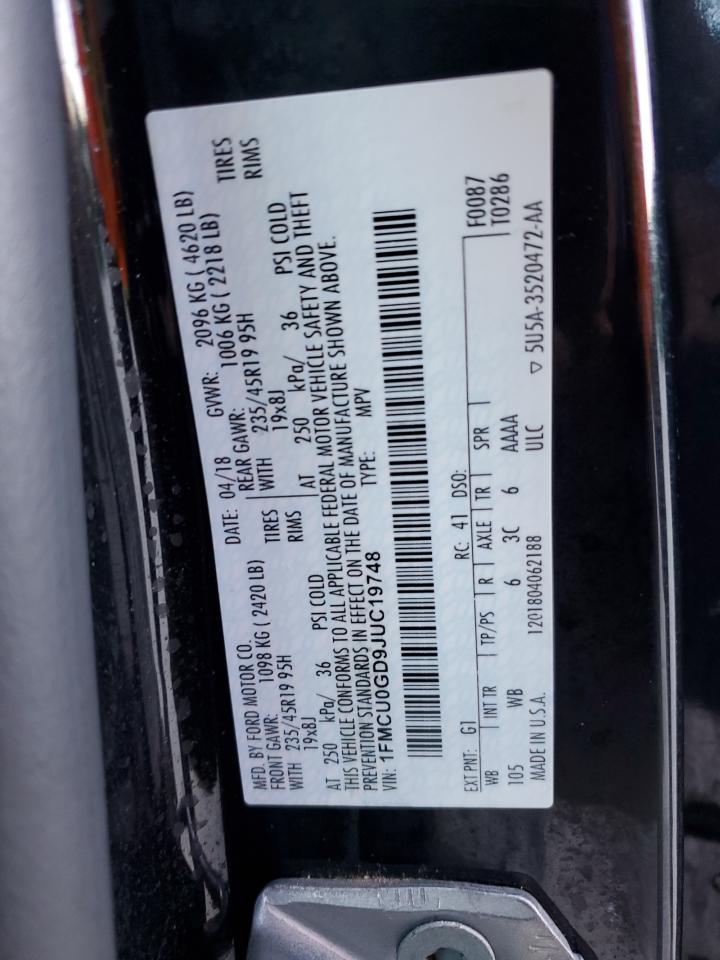 MFD. BY FORD MOTOR CO.
DATE: 04/18 GVWR: 2096 KG ( 4620 LB)
FRONT GAWR: 1098 KG ( 2420 LB) REAR GAWR: 1006 KG ( 2218 LB)
WITH 235/45R19 95H TIRES WITH 235/45R19 95H TIRES
19x8J RIMS 19x8J RIMS
AT 250 kPa/ 36 PSI COLD AT 250 kPa/ 36 PSI COLD
THIS VEHICLE CONFORMS TO ALL APPLICABLE FEDERAL MOTOR VEHICLE SAFETY AND THEFT
PREVENTION STANDARDS IN EFFECT ON THE DATE OF MANUFACTURE SHOWN ABOVE.
VIN: 1FMCU0GD9JUC19748 TYPE: MPV
EXT PNT: G1 RC: 41 DSO: F0087
WB INT TR TP/PS R AXLE TR SPR T0286
105 WB 6 3C 6 AAAA
MADE IN U.S.A. 1201804062188 ULC ▽ 5U5A-3520472-AA